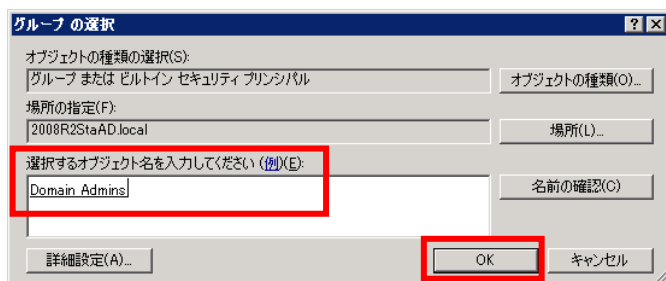 グループ の選択
オブジェクトの種類の選択(S):
グループ または ビルトイン セキュリティ プリンシパル
オブジェクトの種類(O)...
場所の指定(F):
2008R2StaAD.local
場所(L)...
選択するオブジェクト名を入力してください (例)(E):
Domain Admins
名前の確認(C)
詳細設定(A)...
OK
キャンセル